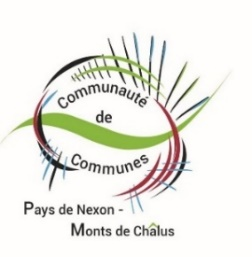 Communauté
de
Communes
Pays de Nexon -
Monts de Châlus